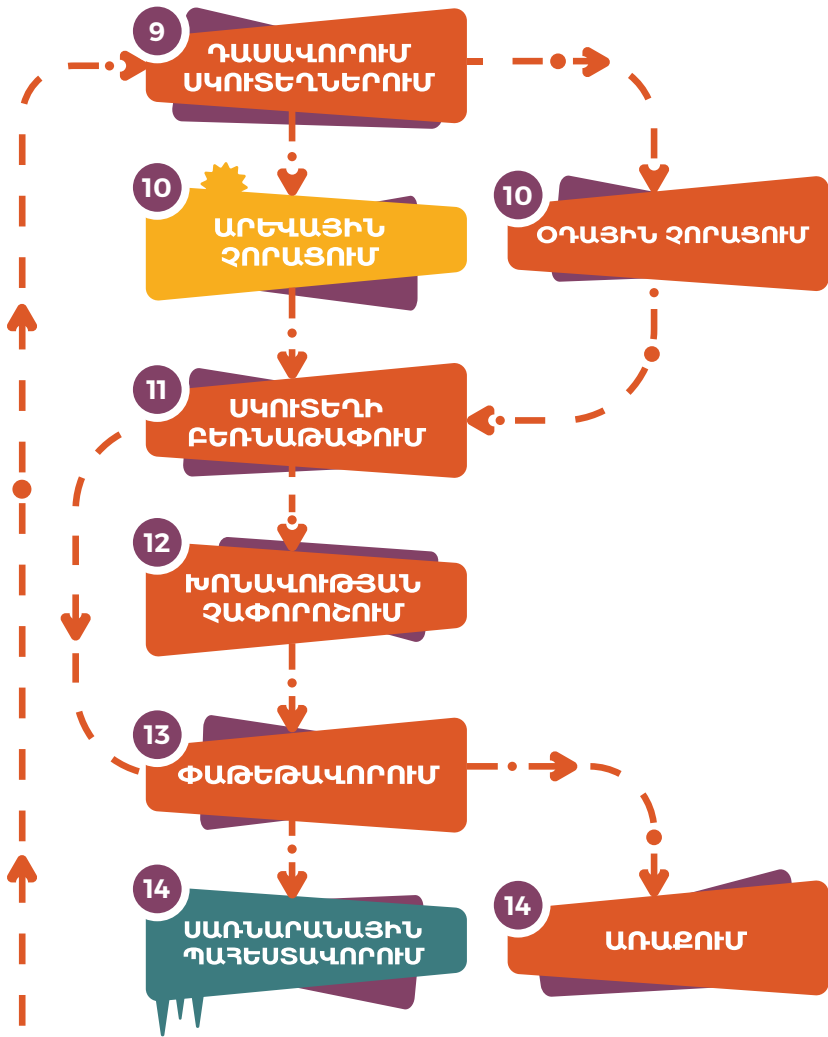 9
ԴԱՍԱՎՈՐՈՒՄ
ՍԿՈՒՏԵՂՆԵՐՈՒՄ
10
ԱՐԵՎԱՅԻՆ
ՉՈՐԱՑՈՒՄ
10
ՕԴԱՅԻՆ ՉՈՐԱՑՈՒՄ
11
ՍԿՈՒՏԵՂԻ
ԲԵՌՆԱԹԱՓՈՒՄ
12
ԽՈՆԱՎՈՒԹՅԱՆ
ՉԱՓՈՐՈՇՈՒՄ
13
ՓԱԹԵԹԱՎՈՐՈՒՄ
14
ՍԱՌՆԱՐԱՆԱՅԻՆ
ՊԱՀԵՍՏԱՎՈՐՈՒՄ
14
ԱՌԱՔՈՒՄ